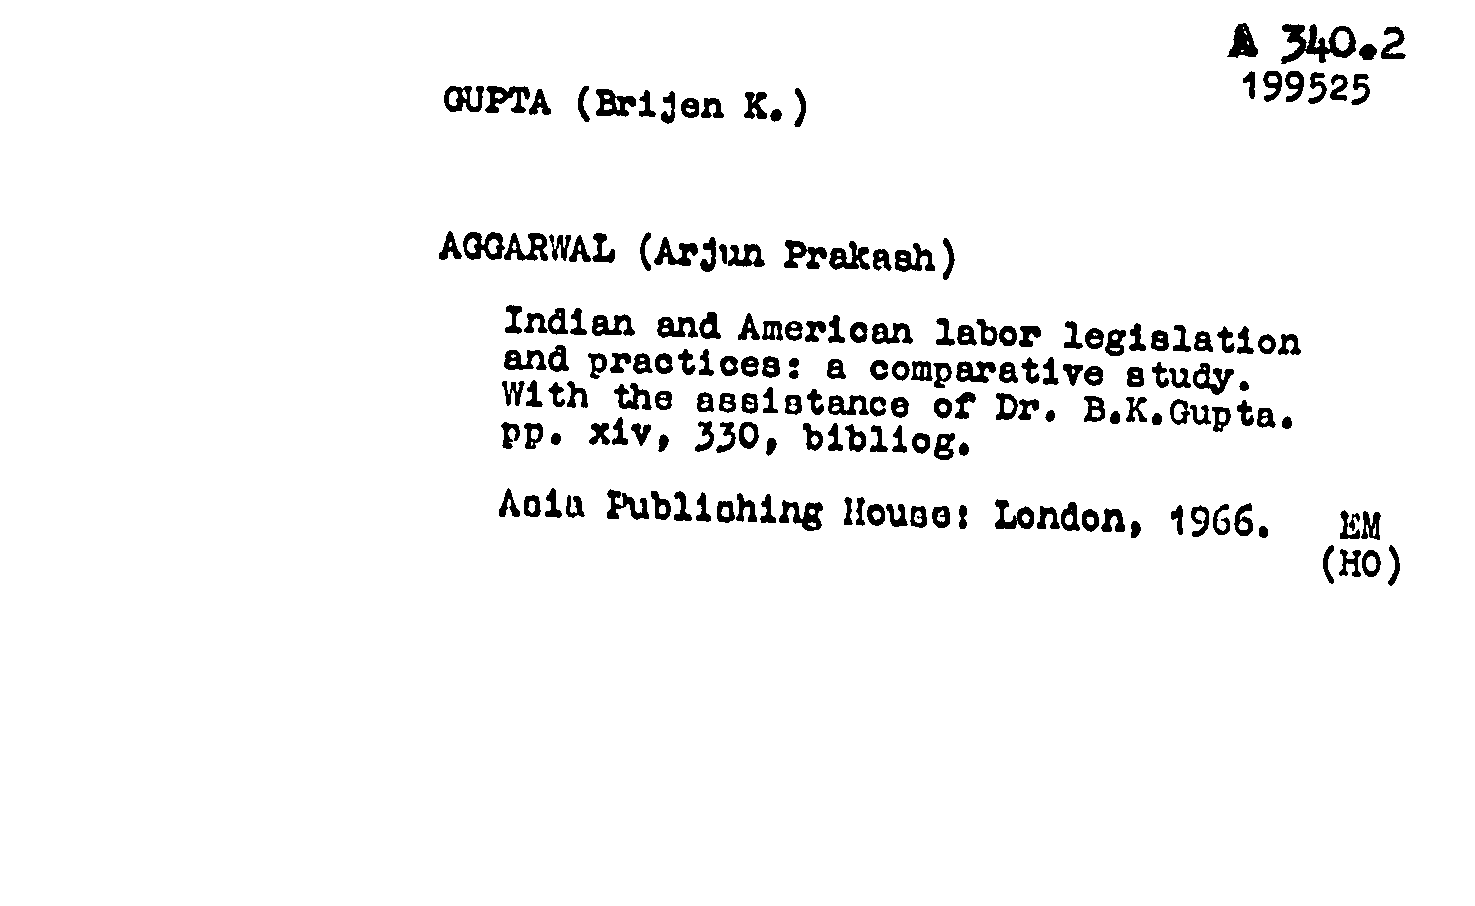 A 340.2
199525
GUPTA (Brijen K.)
AGGARWAL (Arjun Prakash)
Indian and American labor legislation
and practices: a comparative study.
With the assistance of Dr. B.K.Gupta.
pp. xiv, 330, bibliog.
Asia Publishing House: London, 1966.
EM
(HO)